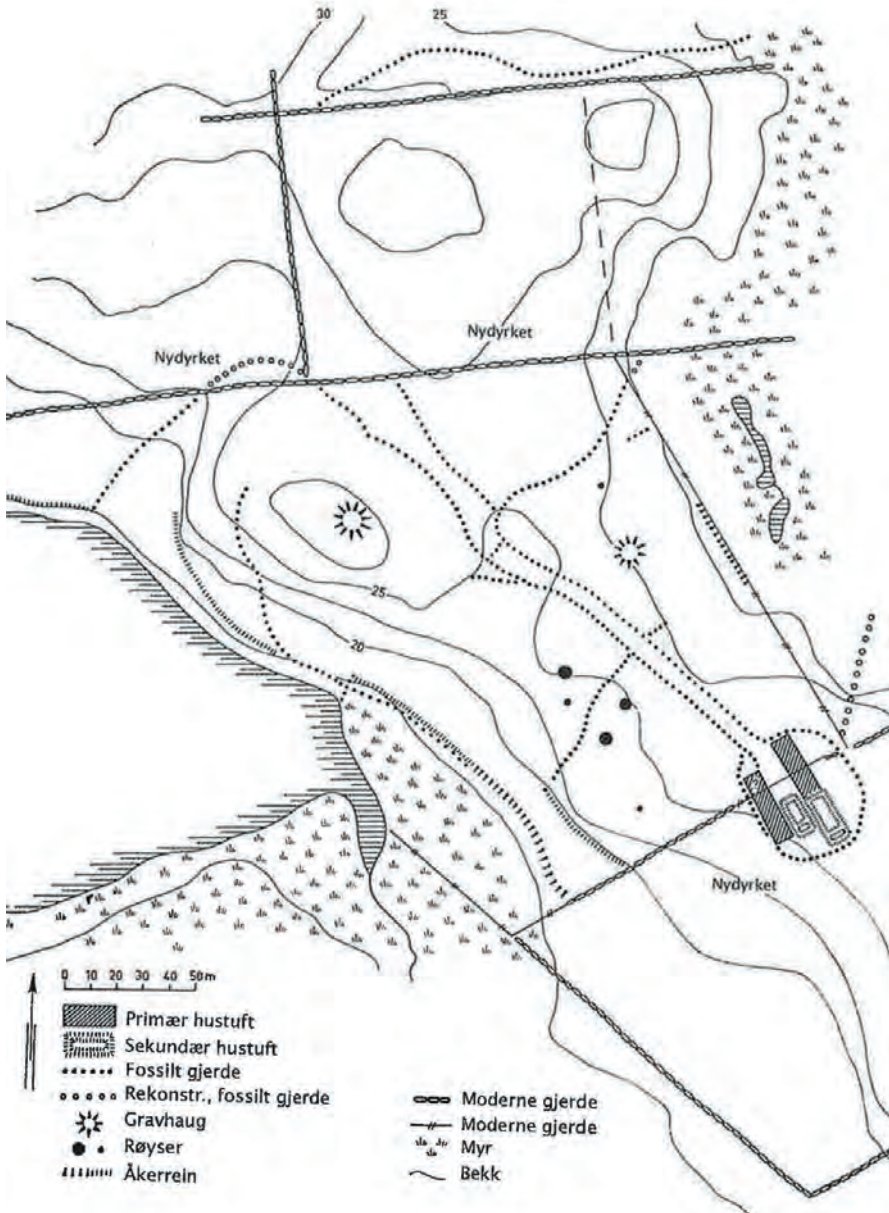 30
25
Nydyrket
Nydyrket
25
20
Nydyrket
0 10 20 30 40 50 m
Primær hustuft
Sekundær hustuft
Fossilt gjerde
Rekonstr., fossilt gjerde
Gravhaug
Røyser
Åkerrein
Moderne gjerde
Moderne gjerde
Myr
Bekk